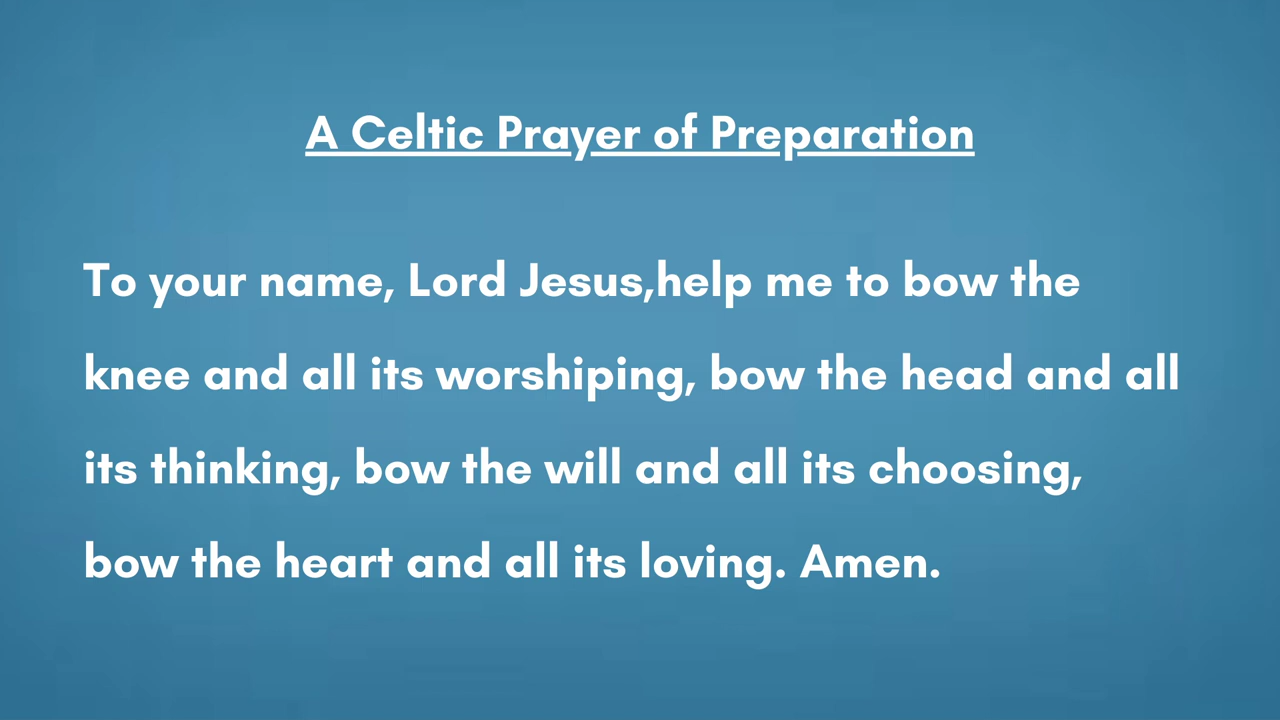 A Celtic Prayer of Preparation
To your name, Lord Jesus,help me to bow the
knee and all its worshiping, bow the head and all
its thinking, bow the will and all its choosing,
bow the heart and all its loving. Amen.